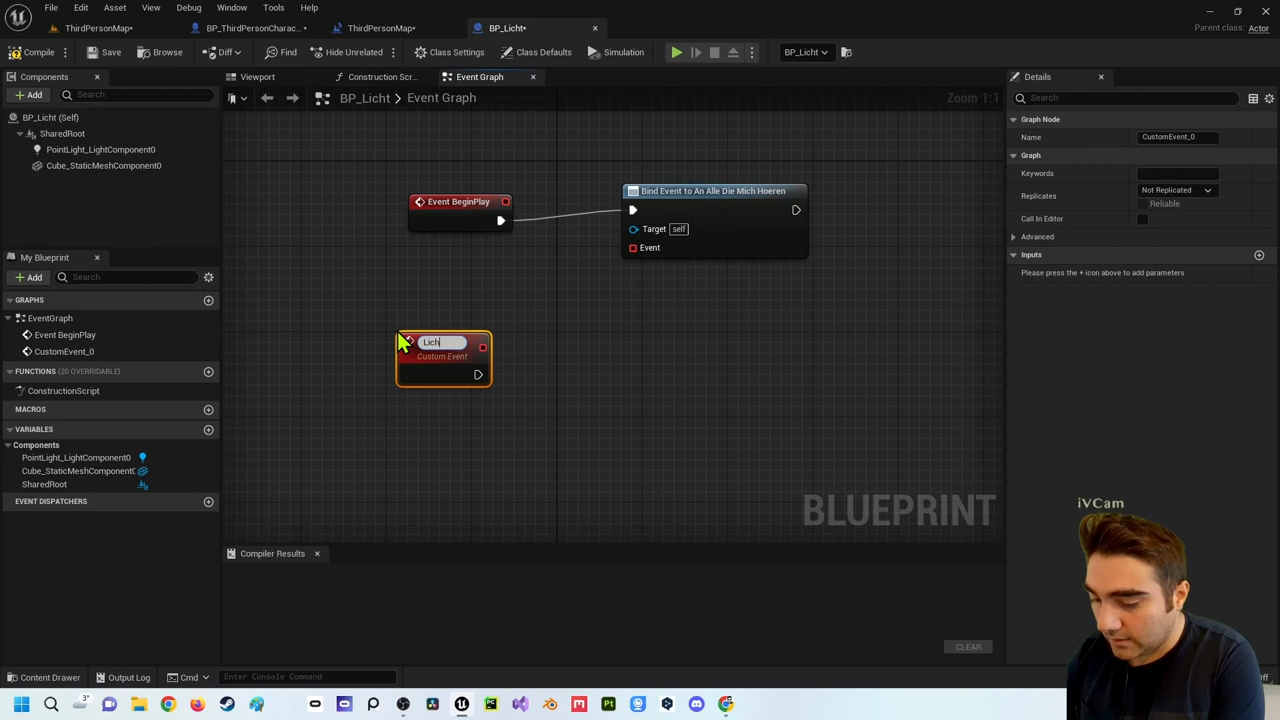 File Edit Asset View Debug Window Tools Help
Parent class: Actor
ThirdPersonMap* BP_ThirdPersonCharac...* ThirdPersonMap* BP_Licht*
Compile Save Browse Diff Find Hide Unrelated Class Settings Class Defaults Simulation BP_Licht
Components Viewport Construction Scr... Event Graph Details
Add Search BP_Licht > Event Graph Zoom 1:1 Search
BP_Licht (Self) Graph Node
SharedRoot Name CustomEvent_0
PointLight_LightComponent0 Graph
Cube_StaticMeshComponent0 Keywords
Replicates Not Replicated
Reliable
Call In Editor
Advanced
Inputs
Please press the + icon above to add parameters
Event BeginPlay
Bind Event to An Alle Die Mich Hoeren
Target self
Event
Lich
Custom Event
My Blueprint
Add Search
GRAPHS
EventGraph
Event BeginPlay
CustomEvent_0
FUNCTIONS (20 OVERRIDABLE)
ConstructionScript
MACROS
VARIABLES
Components
PointLight_LightComponent0
Cube_StaticMeshComponent0
SharedRoot
EVENT DISPATCHERS
BLUEPRINT
iVCam
Compiler Results
CLEAR
Content Drawer Output Log Cmd Enter Console Command
3°